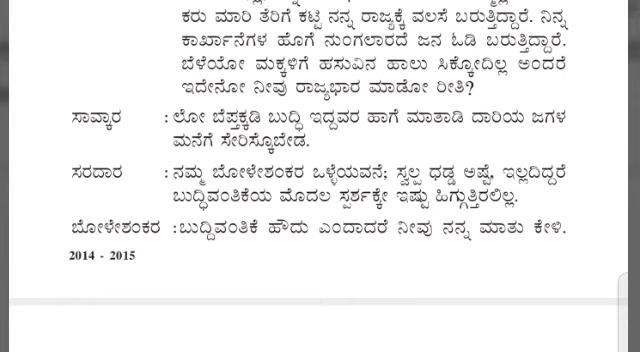 ಕರು ಮಾರಿ ತೆರಿಗೆ ಕಟ್ಟಿ ನನ್ನ ರಾಜ್ಯಕ್ಕೆ ವಲಸೆ ಬರುತ್ತಿದ್ದಾರೆ. ನಿನ್ನ
ಕಾರ್ಖಾನೆಗಳ ಹೊಗೆ ನುಂಗಲಾರದೆ ಜನ ಓಡಿ ಬರುತ್ತಿದ್ದಾರೆ.
ಬೆಳೆಯೋ ಮಕ್ಕಳಿಗೆ ಹಸುವಿನ ಹಾಲು ಸಿಕ್ಕೋದಿಲ್ಲ ಅಂದರೆ
ಇದೇನೋ ನೀವು ರಾಜ್ಯಭಾರ ಮಾಡೋ ರೀತಿ?
ಸಾವ್ಕಾರ : ಲೋ ಬೆಪ್ತಕ್ಕಡಿ ಬುದ್ಧಿ ಇದ್ದವರ ಹಾಗೆ ಮಾತಾಡಿ ದಾರಿಯ ಜಗಳ
ಮನೆಗೆ ಸೇರಿಸ್ಕೊಬೇಡ.
ಸರದಾರ : ನಮ್ಮ ಬೋಳೇಶಂಕರ ಒಳ್ಳೆಯವನೆ; ಸ್ವಲ್ಪ ಧಡ್ಡ ಅಷ್ಟೆ, ಇಲ್ಲದಿದ್ದರೆ
ಬುದ್ಧಿವಂತಿಕೆಯ ಮೊದಲ ಸ್ಪರ್ಶಕ್ಕೇ ಇಷ್ಟು ಹಿಗ್ಗುತ್ತಿರಲಿಲ್ಲ.
ಬೋಳೇಶಂಕರ :ಬುದ್ದಿವಂತಿಕೆ ಹೌದು ಎಂದಾದರೆ ನೀವು ನನ್ನ ಮಾತು ಕೇಳಿ.
2014 - 2015